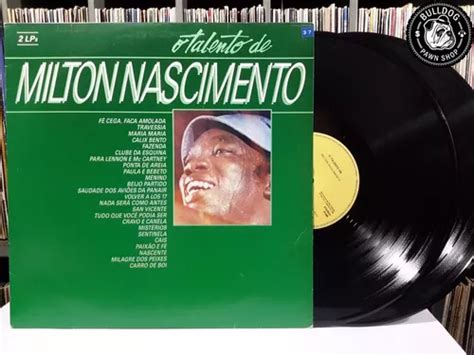 2 LPs
37
BULLDOG
PAWN SHOP
o talento de
MILTON NASCIMENTO
FÉ CEGA, FACA AMOLADA
TRAVESSIA
MARIA MARIA
CALIX BENTO
FAZENDA
CLUBE DA ESQUINA
PARA LENNON E Mc CARTNEY
PONTA DE AREIA
PAULA E BEBETO
MENINO
BEIJO PARTIDO
SAUDADE DOS AVIÕES DA PANAIR
VOLVER A LOS 17
NADA SERÁ COMO ANTES
SAN VICENTE
TUDO QUE VOCÊ PODIA SER
CRAVO E CANELA
MISTÉRIOS
SENTINELA
CAIS
PAIXÃO E FÉ
NASCENTE
MILAGRE DOS PEIXES
CARRO DE BOI